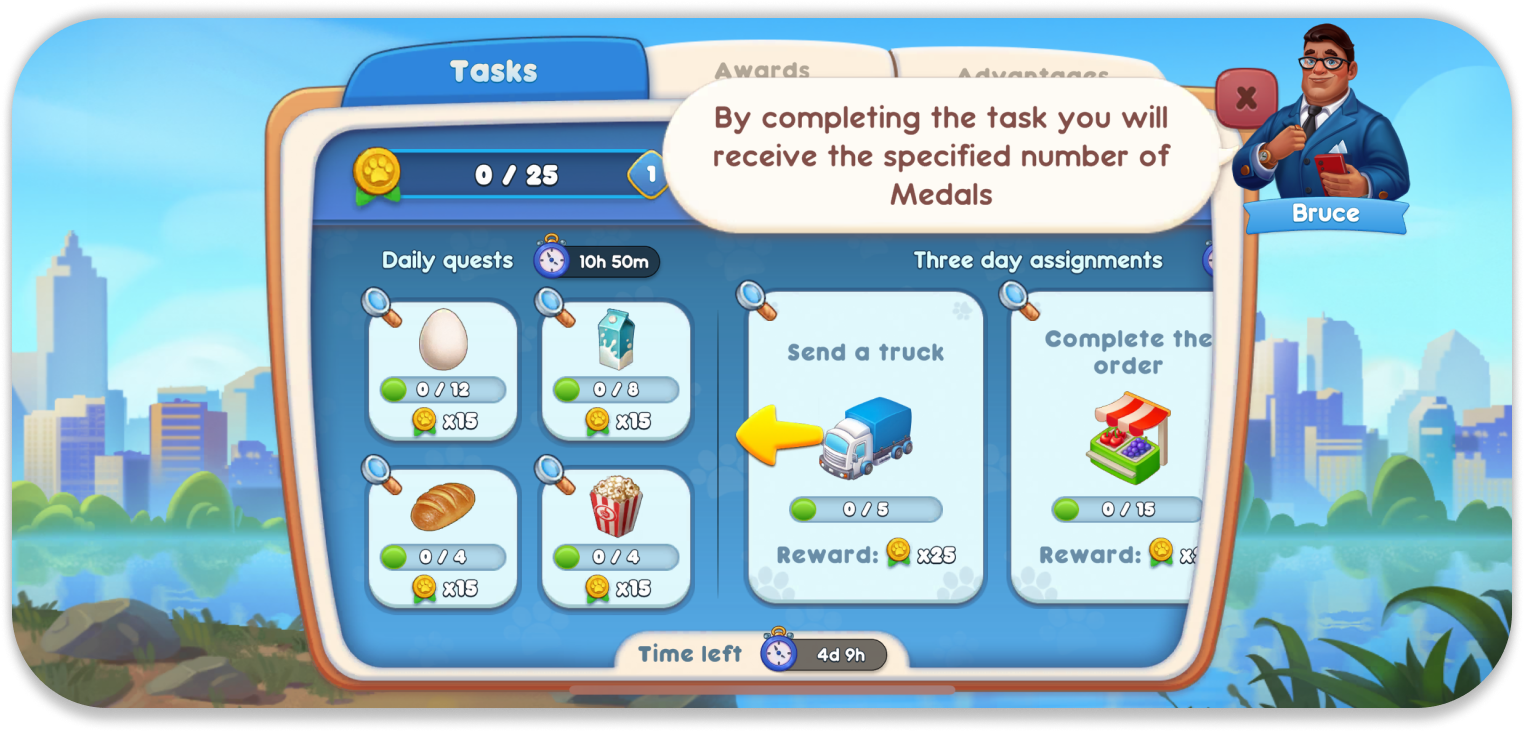 Tasks
Awards
Advantages
By completing the task you will
receive the specified number of
Medals
0 / 25
1
Bruce
Daily quests
10h 50m
Three day assignments
0 / 12
x15
0 / 8
x15
0 / 4
x15
0 / 4
x15
Send a truck
0 / 5
Reward: x25
Complete the
order
0 / 15
Reward:
Time left
4d 9h